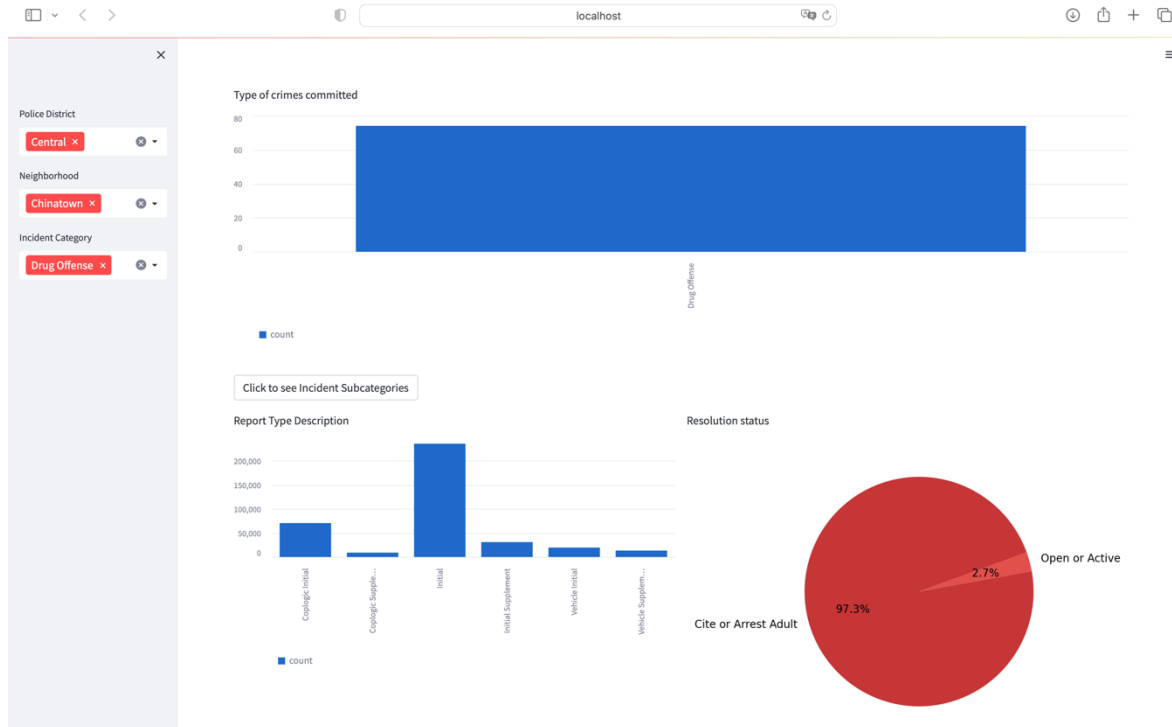 localhost
Police District
Central ×
Neighborhood
Chinatown ×
Incident Category
Drug Offense ×
Type of crimes committed
80
60
40
20
0
Drug Offense
count
Click to see Incident Subcategories
Report Type Description
200,000
150,000
100,000
50,000
0
Coplogic Initial
Coplogic Supple...
Initial
Initial Supplement
Vehicle Initial
Vehicle Supplem...
count
Resolution status
Open or Active
2.7%
97.3%
Cite or Arrest Adult